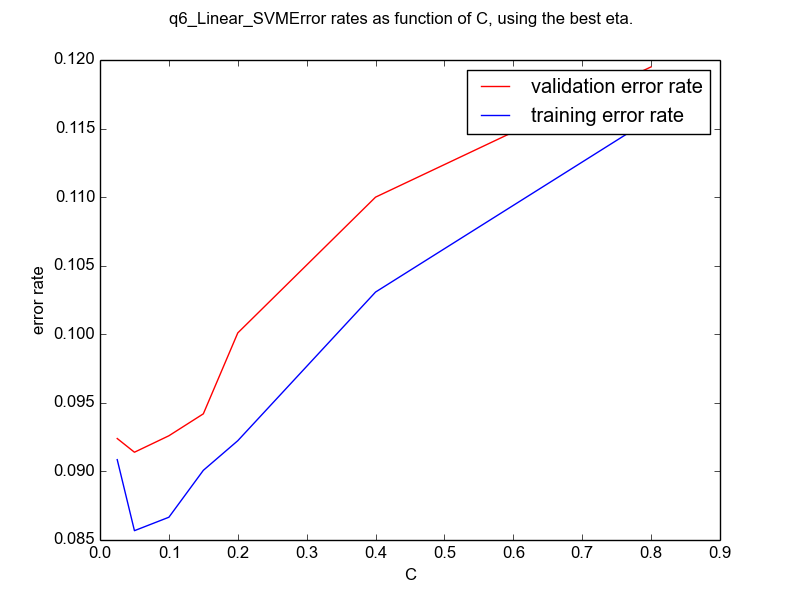 q6_Linear_SVMError rates as function of C, using the best eta.
0.120
validation error rate
0.115
training error rate
0.110
0.105
error rate
0.100
0.095
0.090
0.085
0.0 0.1 0.2 0.3 0.4 0.5 0.6 0.7 0.8 0.9
C